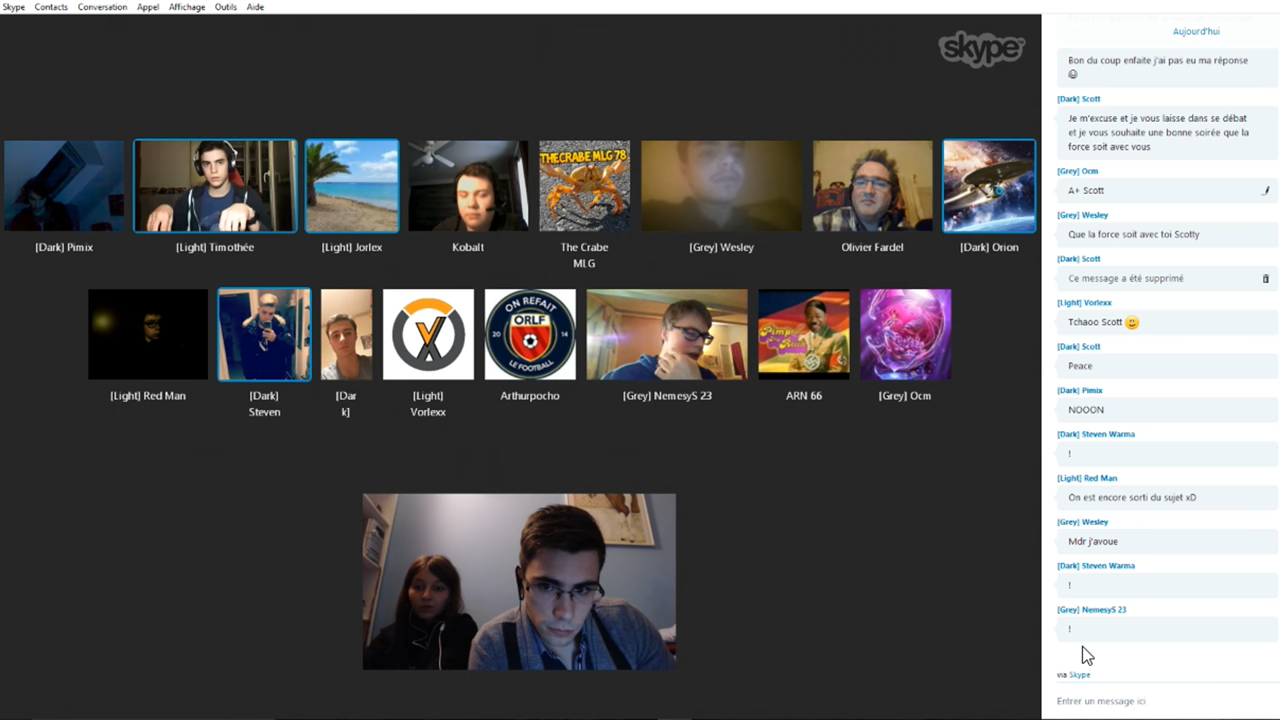 Skype Contacts Conversation Appel Affichage Outils Aide
skype™
THECRABE MLG 78
[Dark] Pimix
[Light] Timothée
[Light] Jorlex
Kobalt
The Crabe
MLG
[Grey] Wesley
Olivier Fardel
[Dark] Orion
ON REFAIT
20 ORLF 14
LE FOOTBALL
[Light] Red Man
[Dark]
Steven
[Dar
k]
[Light]
Vorlexx
Arthurpocho
[Grey] NemesyS 23
ARN 66
[Grey] Ocm
Aujourd'hui
Bon du coup enfaite j'ai pas eu ma réponse
[Dark] Scott
Je m'excuse et je vous laisse dans se débat
et je vous souhaite une bonne soirée que la
force soit avec vous
[Grey] Ocm
A+ Scott
[Grey] Wesley
Que la force soit avec toi Scotty
[Dark] Scott
Ce message a été supprimé
[Light] Vorlexx
Tchaoo Scott
[Dark] Scott
Peace
[Dark] Pimix
NOOON
[Dark] Steven Warma
!
[Light] Red Man
On est encore sorti du sujet xD
[Grey] Wesley
Mdr j'avoue
[Dark] Steven Warma
!
[Grey] NemesyS 23
!
via Skype
Entrer un message ici